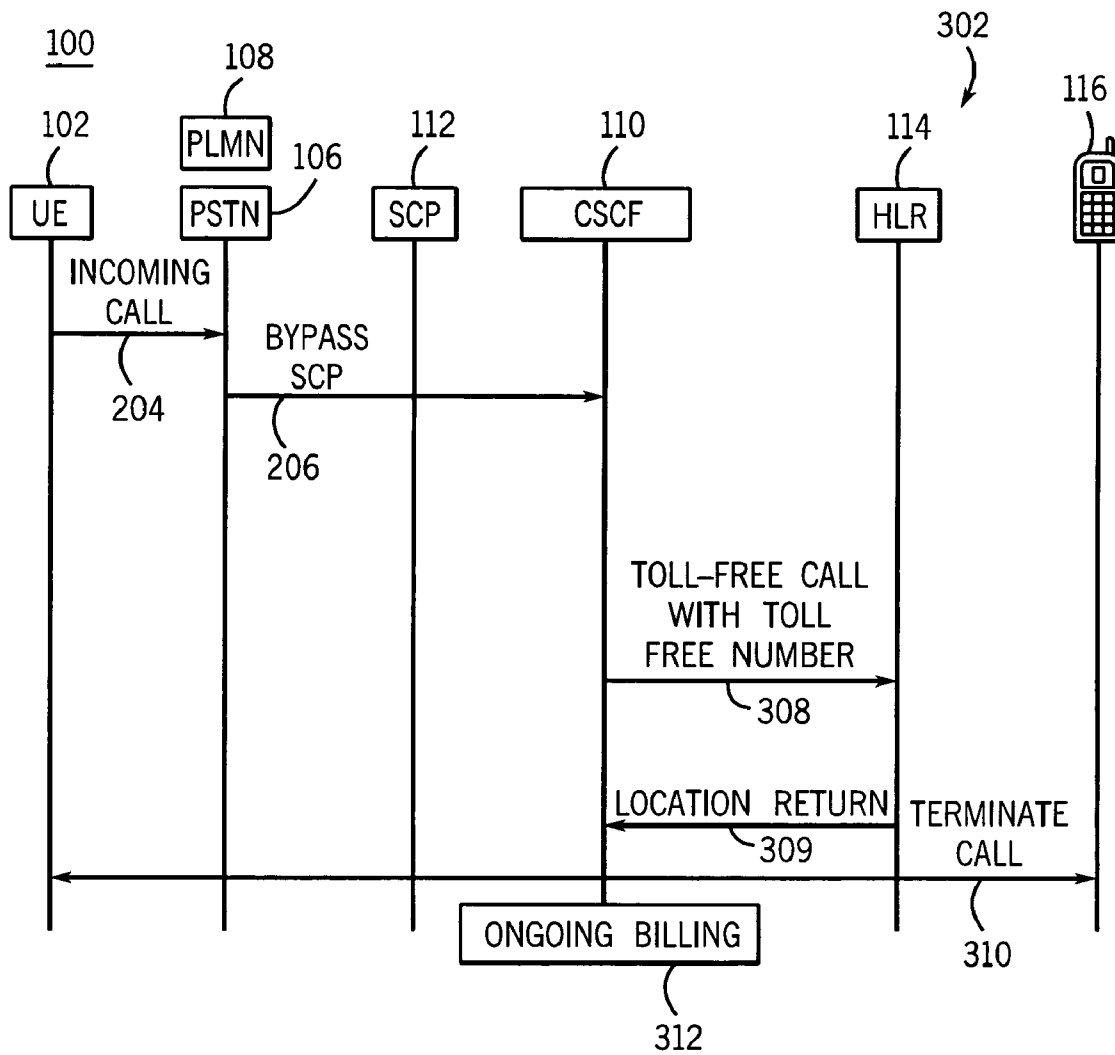 100
302
108
116
102
PLMN
112
110
114
106
UE
PSTN
SCP
CSCF
HLR
INCOMING
CALL
BYPASS
SCP
204
206
TOLL–FREE CALL
WITH TOLL
FREE NUMBER
308
LOCATION RETURN
TERMINATE
CALL
309
ONGOING BILLING
310
312